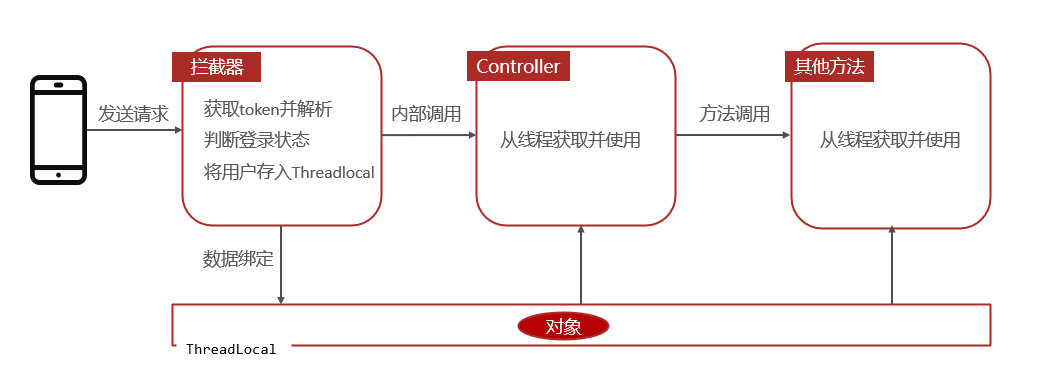 拦截器
Controller
其他方法
发送请求
获取token并解析
判断登录状态
将用户存入Threadlocal
内部调用
从线程获取并使用
方法调用
从线程获取并使用
数据绑定
对象
ThreadLocal